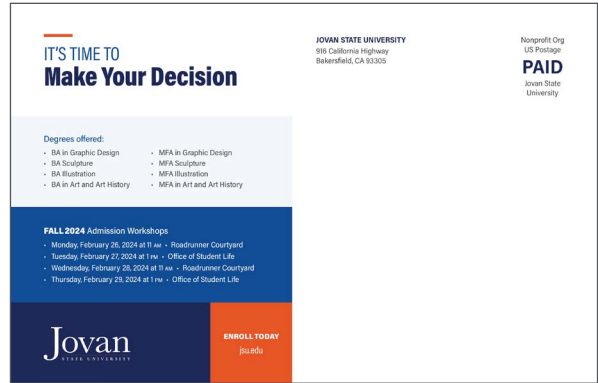 IT'S TIME TO
Make Your Decision
Degrees offered:
• BA in Graphic Design
• BA Sculpture
• BA Illustration
• BA in Art and Art History
• MFA in Graphic Design
• MFA Sculpture
• MFA Illustration
• MFA in Art and Art History
FALL 2024 Admission Workshops
• Monday, February 26, 2024 at 11 AM • Roadrunner Courtyard
• Tuesday, February 27, 2024 at 1 PM • Office of Student Life
• Wednesday, February 28, 2024 at 11 AM • Roadrunner Courtyard
• Thursday, February 29, 2024 at 1 PM • Office of Student Life
Jovan
STATE UNIVERSITY
ENROLL TODAY
jsu.edu
JOVAN STATE UNIVERSITY
916 California Highway
Bakersfield, CA 93305
Nonprofit Org
US Postage
PAID
Jovan State
University